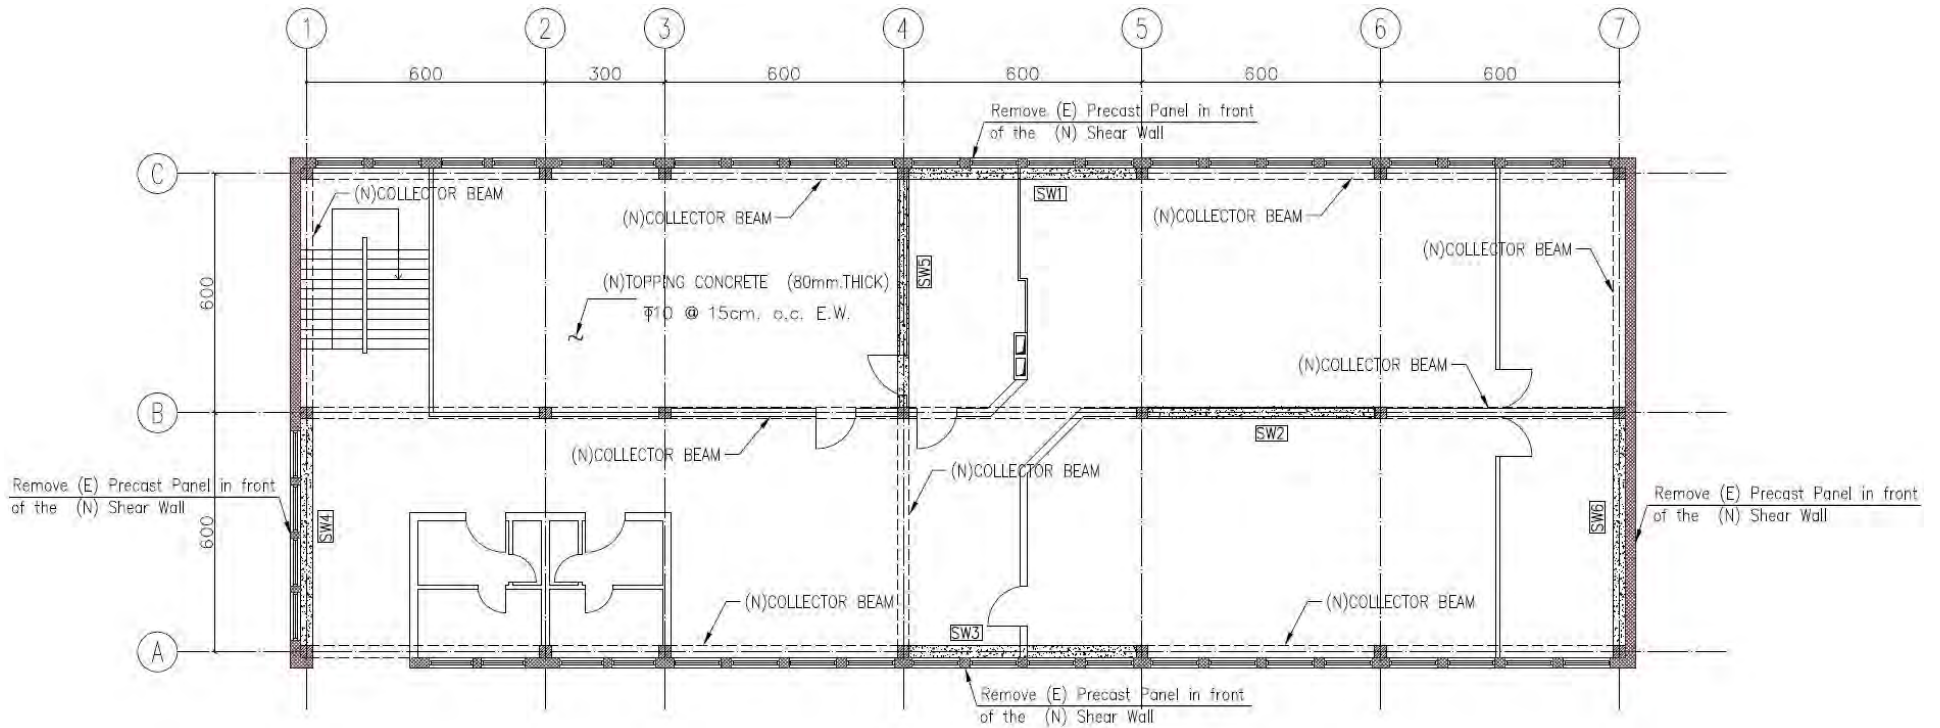 1 2 3 4 5 6 7
600 300 600 600 600 600
Remove (E) Precast Panel in front
of the (N) Shear Wall
C
(N)COLLECTOR BEAM
(N)COLLECTOR BEAM
SW1
(N)COLLECTOR BEAM
(N)COLLECTOR BEAM
SW5
600
(N)TOPPING CONCRETE (80mm.THICK)
φ10 @ 15cm. o.c. E.W.
(N)COLLECTOR BEAM
B
SW2
(N)COLLECTOR BEAM
(N)COLLECTOR BEAM
Remove (E) Precast Panel in front
of the (N) Shear Wall
SW4
600
SW6
Remove (E) Precast Panel in front
of the (N) Shear Wall
(N)COLLECTOR BEAM
(N)COLLECTOR BEAM
SW3
A
Remove (E) Precast Panel in front
of the (N) Shear Wall